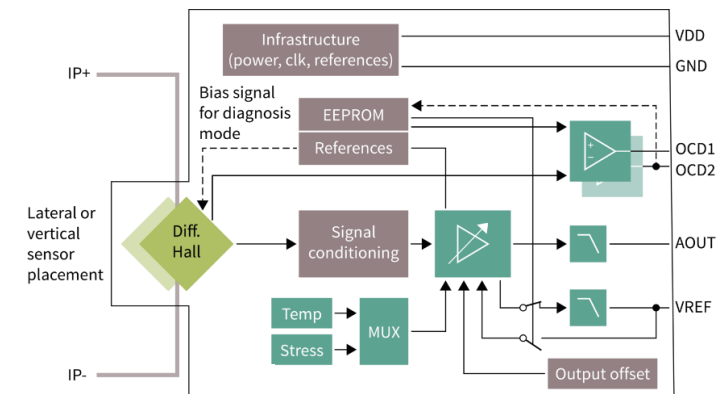 Infrastructure
(power, clk, references)
VDD
GND
IP+
Bias signal
for diagnosis
mode
EEPROM
References
+
−
OCD1
OCD2
Lateral or
vertical
sensor
placement
Diff.
Hall
Signal
conditioning
AOUT
Temp
Stress
MUX
VREF
IP-
Output offset